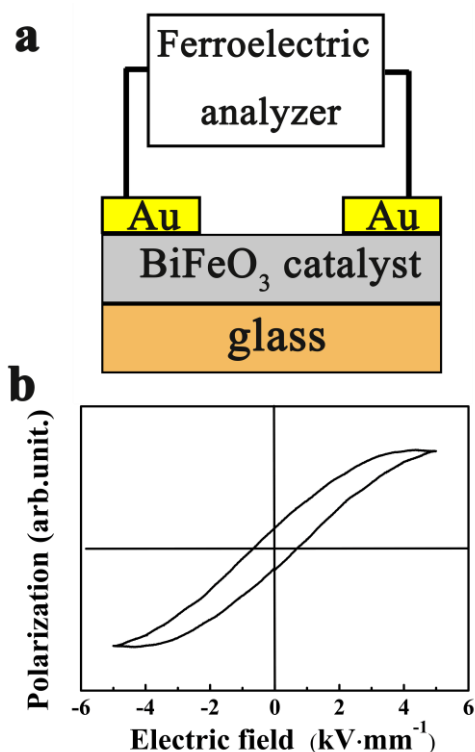 a
Ferroelectric
analyzer
Au Au
BiFeO₃ catalyst
glass
b
Polarization (arb.unit.)
-6 -4 -2 0 2 4 6
Electric field (kV·mm⁻¹)